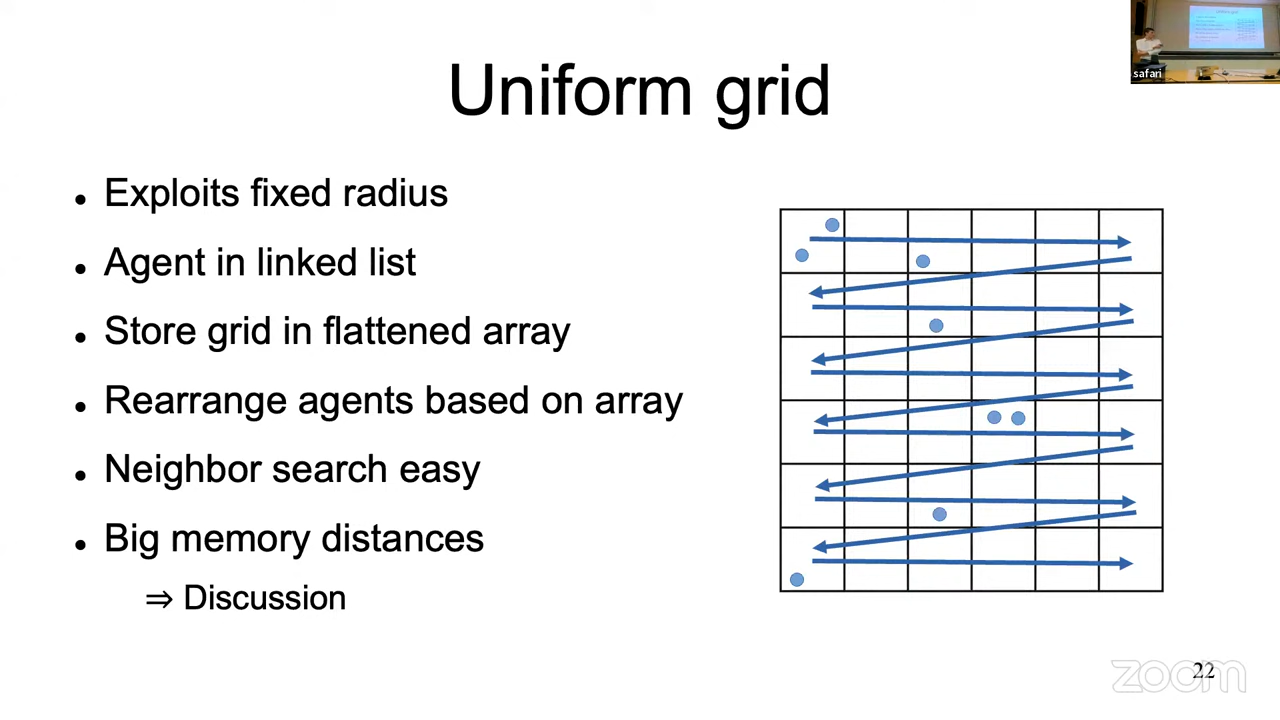 safari
Uniform grid
Exploits fixed radius
Agent in linked list
Store grid in flattened array
Rearrange agents based on array
Neighbor search easy
Big memory distances
⇒ Discussion
22
zoom